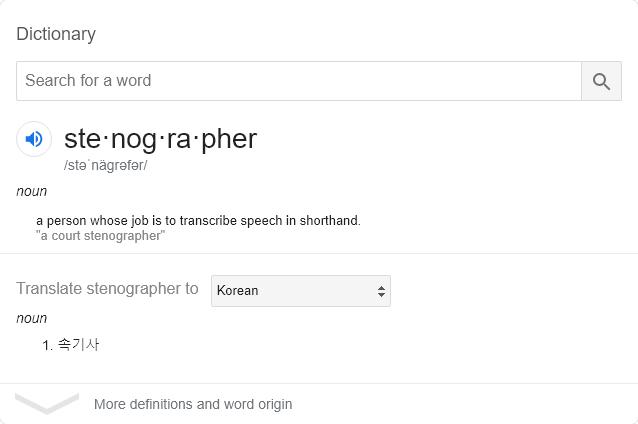 Dictionary
Search for a word
ste·nog·ra·pher
/stəˈnäɡrəfər/
noun
a person whose job is to transcribe speech in shorthand.
"a court stenographer"
Translate stenographer to Korean
noun
1. 속기사
More definitions and word origin